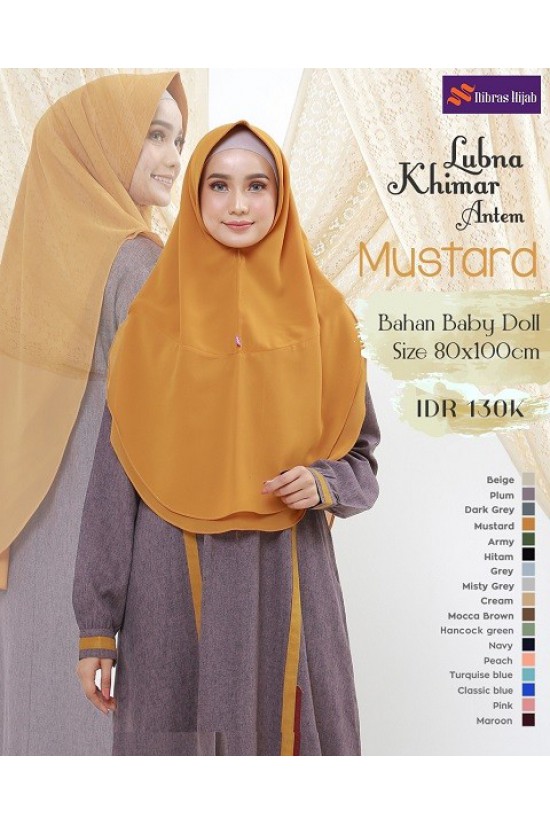 Nibras Hijab
Lubna
Khimar
Antem
Mustard
Bahan Baby Doll
Size 80x100cm
IDR 130K
Beige
Plum
Dark Grey
Mustard
Army
Hitam
Grey
Misty Grey
Cream
Mocca Brown
Hancock green
Navy
Peach
Turquise blue
Classic blue
Pink
Maroon